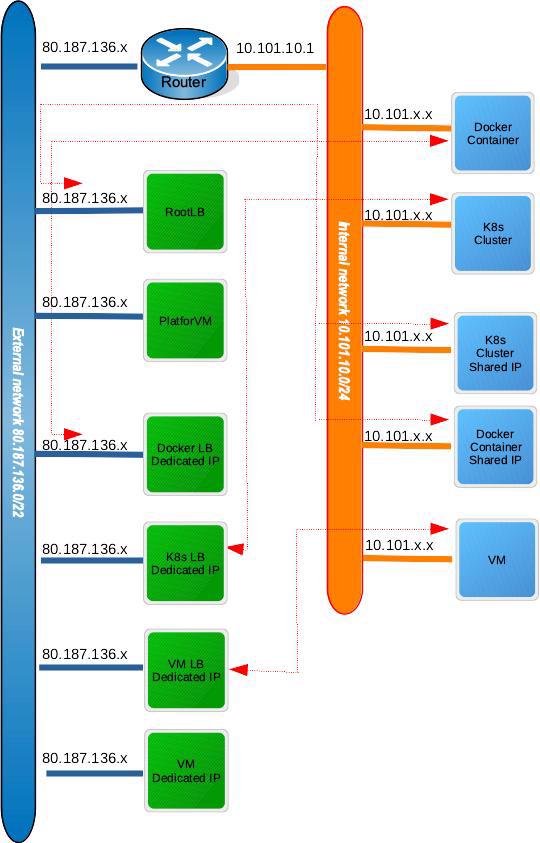 80.187.136.x
10.101.10.1
Router
10.101.x.x
Docker
Container
80.187.136.x
RootLB
10.101.x.x
K8s
Cluster
80.187.136.x
PlatforVM
External network 80.187.136.0/22
Internal network 10.101.10.0/24
10.101.x.x
K8s
Cluster
Shared IP
80.187.136.x
Docker LB
Dedicated IP
10.101.x.x
Docker
Container
Shared IP
80.187.136.x
K8s LB
Dedicated IP
10.101.x.x
VM
80.187.136.x
VM LB
Dedicated IP
80.187.136.x
VM
Dedicated IP